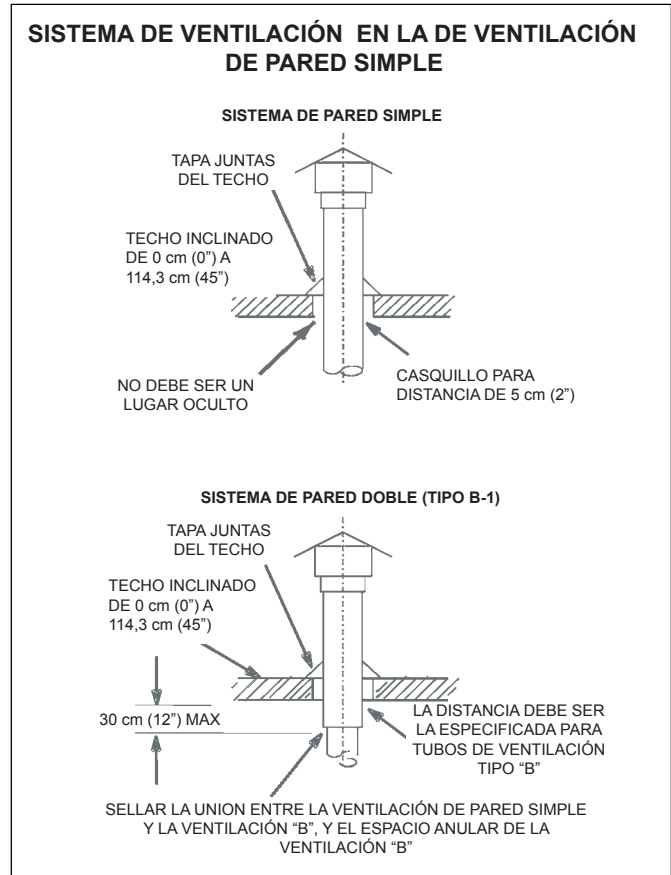 SISTEMA DE VENTILACIÓN EN LA DE VENTILACIÓN
DE PARED SIMPLE
SISTEMA DE PARED SIMPLE
TAPA JUNTAS
DEL TECHO
TECHO INCLINADO
DE 0 cm (0") A
114,3 cm (45")
NO DEBE SER UN
LUGAR OCULTO
CASQUILLO PARA
DISTANCIA DE 5 cm (2")
SISTEMA DE PARED DOBLE (TIPO B-1)
TAPA JUNTAS
DEL TECHO
TECHO INCLINADO
DE 0 cm (0") A
114,3 cm (45")
30 cm (12") MAX
LA DISTANCIA DEBE SER
LA ESPECIFICADA PARA
TUBOS DE VENTILACIÓN
TIPO “B”
SELLAR LA UNION ENTRE LA VENTILACIÓN DE PARED SIMPLE
Y LA VENTILACIÓN “B”, Y EL ESPACIO ANULAR DE LA
VENTILACIÓN “B”